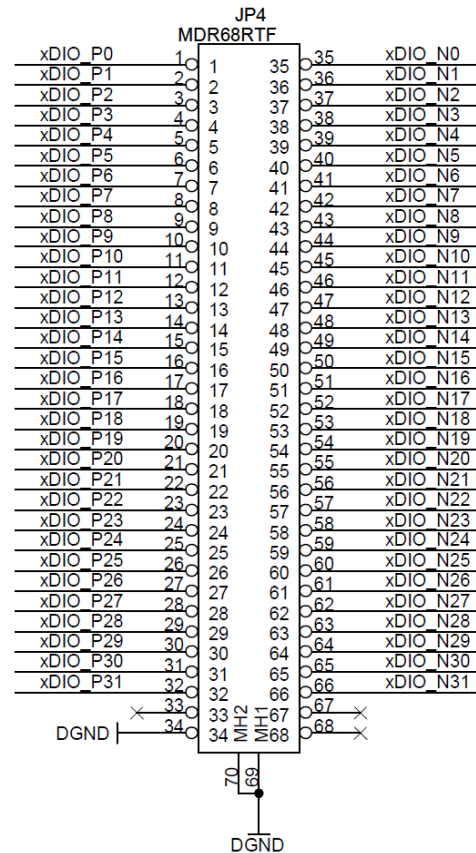 JP4
MDR68RTF
xDIO_P0 1 1 35 35 xDIO_N0
xDIO_P1 2 2 36 36 xDIO_N1
xDIO_P2 3 3 37 37 xDIO_N2
xDIO_P3 4 4 38 38 xDIO_N3
xDIO_P4 5 5 39 39 xDIO_N4
xDIO_P5 6 6 40 40 xDIO_N5
xDIO_P6 7 7 41 41 xDIO_N6
xDIO_P7 8 8 42 42 xDIO_N7
xDIO_P8 9 9 43 43 xDIO_N8
xDIO_P9 10 10 44 44 xDIO_N9
xDIO_P10 11 11 45 45 xDIO_N10
xDIO_P11 12 12 46 46 xDIO_N11
xDIO_P12 13 13 47 47 xDIO_N12
xDIO_P13 14 14 48 48 xDIO_N13
xDIO_P14 15 15 49 49 xDIO_N14
xDIO_P15 16 16 50 50 xDIO_N15
xDIO_P16 17 17 51 51 xDIO_N16
xDIO_P17 18 18 52 52 xDIO_N17
xDIO_P18 19 19 53 53 xDIO_N18
xDIO_P19 20 20 54 54 xDIO_N19
xDIO_P20 21 21 55 55 xDIO_N20
xDIO_P21 22 22 56 56 xDIO_N21
xDIO_P22 23 23 57 57 xDIO_N22
xDIO_P23 24 24 58 58 xDIO_N23
xDIO_P24 25 25 59 59 xDIO_N24
xDIO_P25 26 26 60 60 xDIO_N25
xDIO_P26 27 27 61 61 xDIO_N26
xDIO_P27 28 28 62 62 xDIO_N27
xDIO_P28 29 29 63 63 xDIO_N28
xDIO_P29 30 30 64 64 xDIO_N29
xDIO_P30 31 31 65 65 xDIO_N30
xDIO_P31 32 32 66 66 xDIO_N31
33 33 67 67
DGND 34 34 MH2 MH1 68 68
70 69
DGND